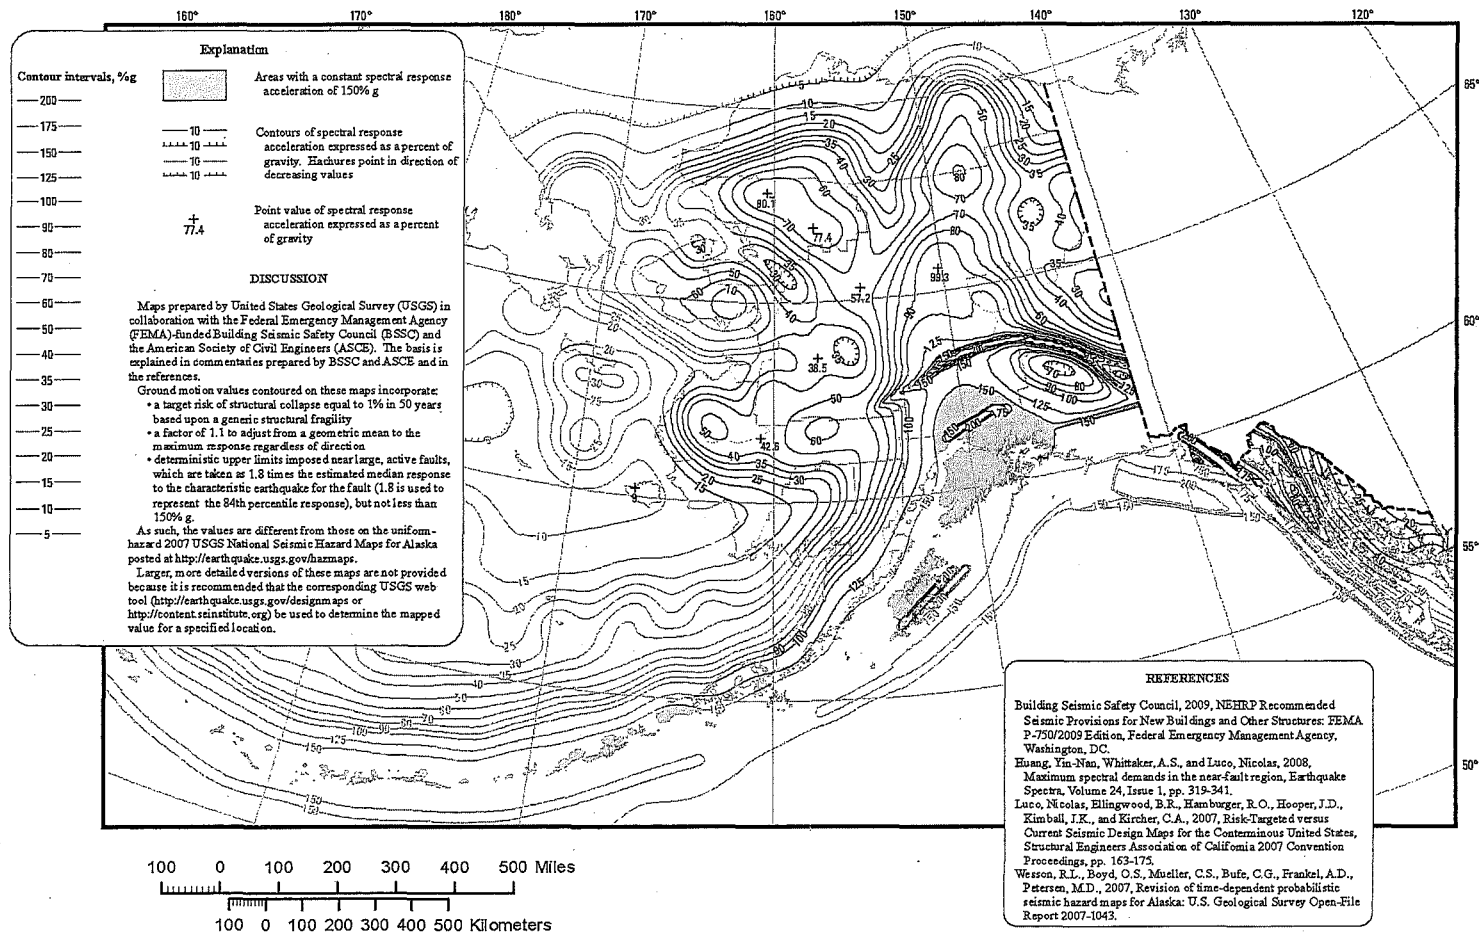 160° 170° 180° 170° 160° 150° 140° 130° 120°
65°
60°
55°
50°
Explanation
Contour intervals, %g
200
175
150
125
100
90
80
70
60
50
40
35
30
25
20
15
10
5
Areas with a constant spectral response
acceleration of 150% g
10
10
10
10
Contours of spectral response
acceleration expressed as a percent of
gravity. Hachures point in direction of
decreasing values
+
77.4
Point value of spectral response
acceleration expressed as a percent
of gravity
DISCUSSION
Maps prepared by United States Geological Survey (USGS) in
collaboration with the Federal Emergency Management Agency
(FEMA)-funded Building Seismic Safety Council (BSSC) and
the American Society of Civil Engineers (ASCE). The basis is
explained in commentaries prepared by BSSC and ASCE and in
the references.
Ground motion values contoured on these maps incorporate:
• a target risk of structural collapse equal to 1% in 50 years
based upon a generic structural fragility
• a factor of 1.1 to adjust from a geometric mean to the
maximum response regardless of direction
• deterministic upper limits imposed near large, active faults,
which are taken as 1.8 times the estimated median response
to the characteristic earthquake for the fault (1.8 is used to
represent the 84th percentile response), but not less than
150% g.
As such, the values are different from those on the uniform-
hazard 2007 USGS National Seismic Hazard Maps for Alaska
posted at http://earthquake.usgs.gov/hazmaps.
Larger, more detailed versions of these maps are not provided
because it is recommended that the corresponding USGS web
tool (http://earthquake.usgs.gov/designmaps or
http://content.seinstitute.org) be used to determine the mapped
value for a specified location.
80.1
77.4
57.2
99.3
38.5
42.6
9
REFERENCES
Building Seismic Safety Council, 2009, NEHRP Recommended
Seismic Provisions for New Buildings and Other Structures: FEMA
P-750/2009 Edition, Federal Emergency Management Agency,
Washington, DC.
Huang, Yin-Nan, Whittaker, A.S., and Luco, Nicolas, 2008,
Maximum spectral demands in the near-fault region, Earthquake
Spectra, Volume 24, Issue 1, pp. 319-341.
Luco, Nicolas, Ellingwood, B.R., Hamburger, R.O., Hooper, J.D.,
Kimball, J.K., and Kircher, C.A., 2007, Risk-Targeted versus
Current Seismic Design Maps for the Conterminous United States,
Structural Engineers Association of California 2007 Convention
Proceedings, pp. 163-175.
Wesson, R.L., Boyd, O.S., Mueller, C.S., Bufe, C.G., Frankel, A.D.,
Petersen, M.D., 2007, Revision of time-dependent probabilistic
seismic hazard maps for Alaska: U.S. Geological Survey Open-File
Report 2007-1043.
100 0 100 200 300 400 500 Miles
100 0 100 200 300 400 500 Kilometers